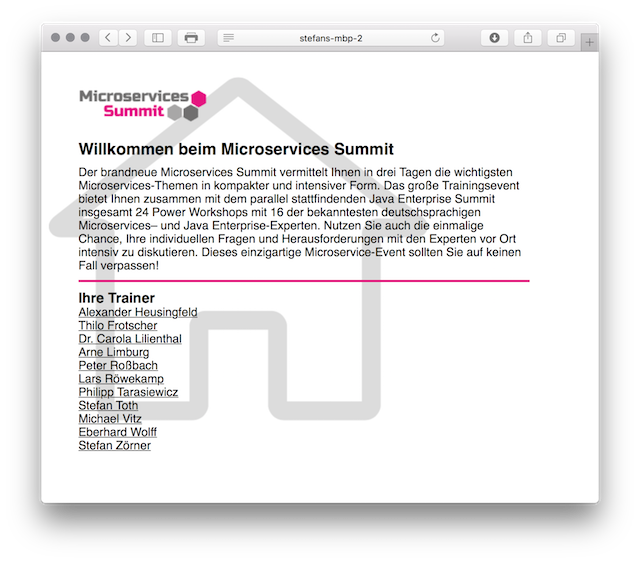 stefans-mbp-2
Microservices
Summit
Willkommen beim Microservices Summit
Der brandneue Microservices Summit vermittelt Ihnen in drei Tagen die wichtigsten
Microservices-Themen in kompakter und intensiver Form. Das große Trainingsevent
bietet Ihnen zusammen mit dem parallel stattfindenden Java Enterprise Summit
insgesamt 24 Power Workshops mit 16 der bekanntesten deutschsprachigen
Microservices– und Java Enterprise-Experten. Nutzen Sie auch die einmalige
Chance, Ihre individuellen Fragen und Herausforderungen mit den Experten vor Ort
intensiv zu diskutieren. Dieses einzigartige Microservice-Event sollten Sie auf keinen
Fall verpassen!
Ihre Trainer
Alexander Heusingfeld
Thilo Frotscher
Dr. Carola Lilienthal
Arne Limburg
Peter Roßbach
Lars Röwekamp
Philipp Tarasiewicz
Stefan Toth
Michael Vitz
Eberhard Wolff
Stefan Zörner